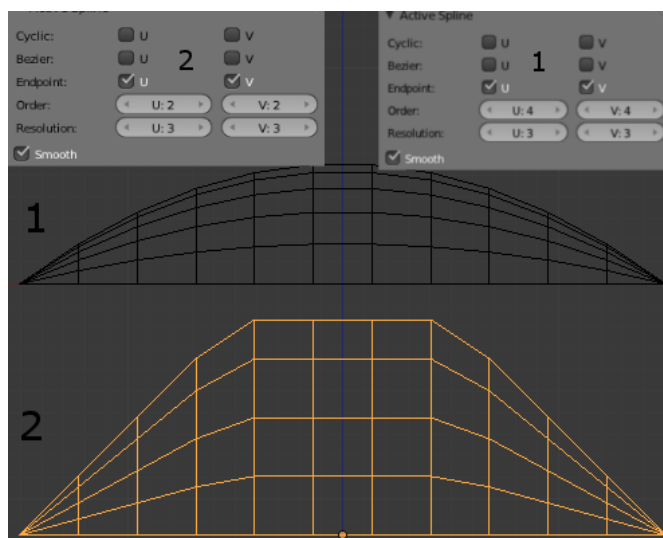 Cyclic: U V
Bezier: U 2 V
Endpoint: U V
Order: U: 2 V: 2
Resolution: U: 3 V: 3
Smooth
Active Spline
Cyclic: U V
Bezier: U 1 V
Endpoint: U V
Order: U: 4 V: 4
Resolution: U: 3 V: 3
Smooth
1
2